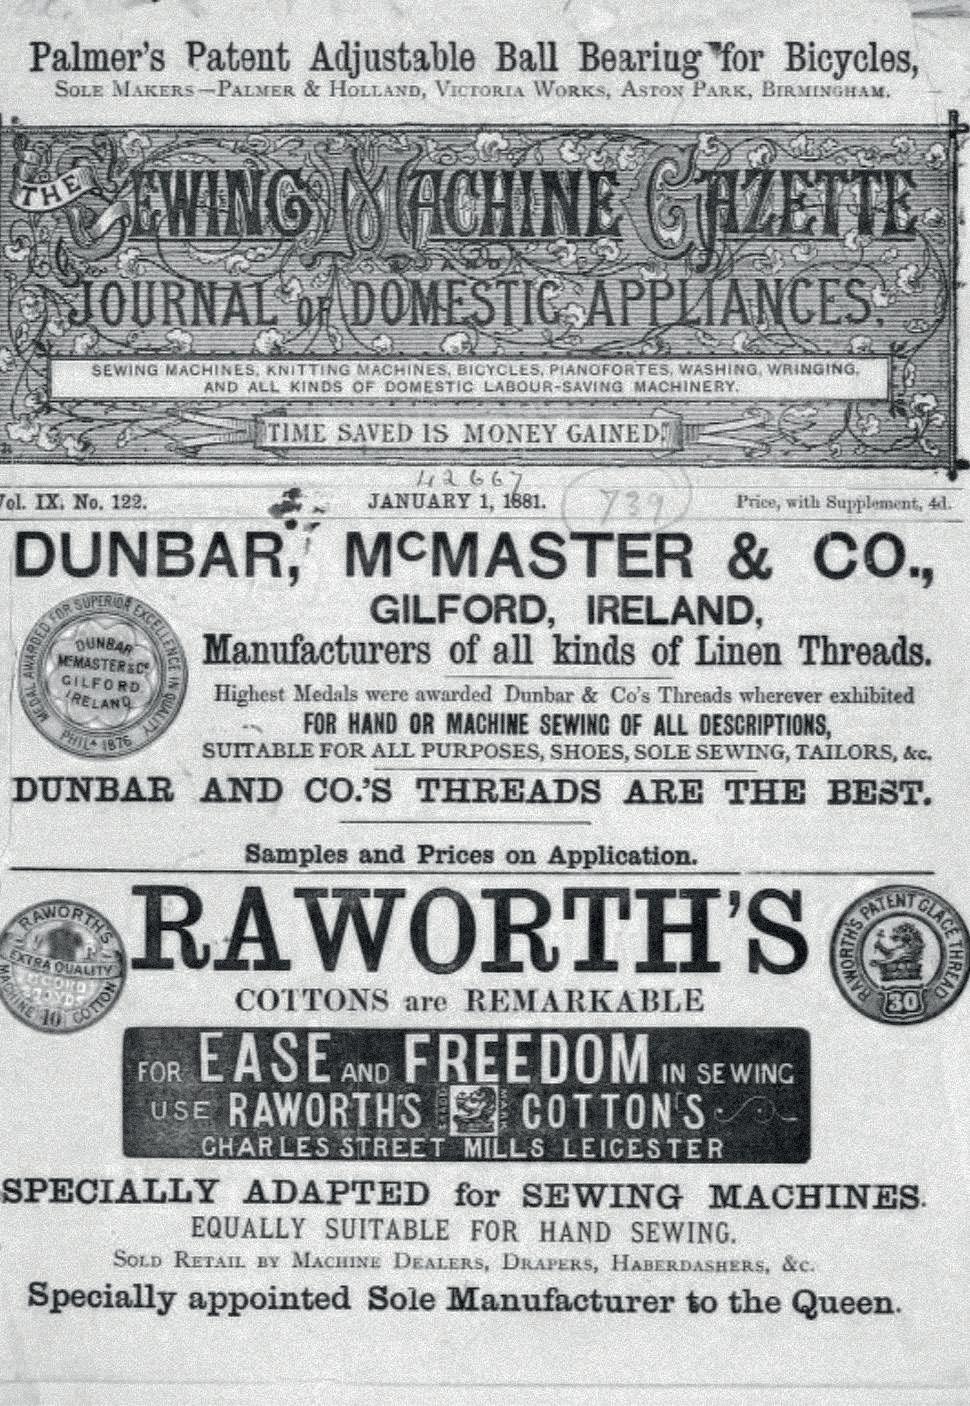 Palmer's Patent Adjustable Ball Bearing for Bicycles,
Sole Makers—Palmer & Holland, Victoria Works, Aston Park, Birmingham.
THE SEWING MACHINE GAZETTE
AND
JOURNAL OF DOMESTIC APPLIANCES.
SEWING MACHINES, KNITTING MACHINES, BICYCLES, PIANOFORTES, WASHING, WRINGING,
AND ALL KINDS OF DOMESTIC LABOUR-SAVING MACHINERY.
"TIME SAVED IS MONEY GAINED."
42667
Vol. IX. No. 122. JANUARY 1, 1881. 739 Price, with Supplement, 4d.
DUNBAR, McMASTER & CO.,
GILFORD, IRELAND,
MEDAL AWARDED FOR SUPERIOR EXCELLENCE IN QUALITY
PHILA 1876
DUNBAR
McMASTER & Co
GILFORD
IRELAND
Manufacturers of all kinds of Linen Threads.
Highest Medals were awarded Dunbar & Co's Threads wherever exhibited
FOR HAND OR MACHINE SEWING OF ALL DESCRIPTIONS,
SUITABLE FOR ALL PURPOSES, SHOES, SOLE SEWING, TAILORS, &c.
DUNBAR AND CO.'S THREADS ARE THE BEST.
Samples and Prices on Application.
RAWORTH'S
EXTRA QUALITY
MACHINE 40 COTTON
RAWORTH'S
RAWORTH'S PATENT GLACE THREAD
30
COTTONS are REMARKABLE
FOR EASE AND FREEDOM IN SEWING
USE RAWORTH'S COTTON'S
CHARLES STREET MILLS LEICESTER
SPECIALLY ADAPTED for SEWING MACHINES.
EQUALLY SUITABLE FOR HAND SEWING.
Sold Retail by Machine Dealers, Drapers, Haberdashers, &c.
Specially appointed Sole Manufacturer to the Queen.